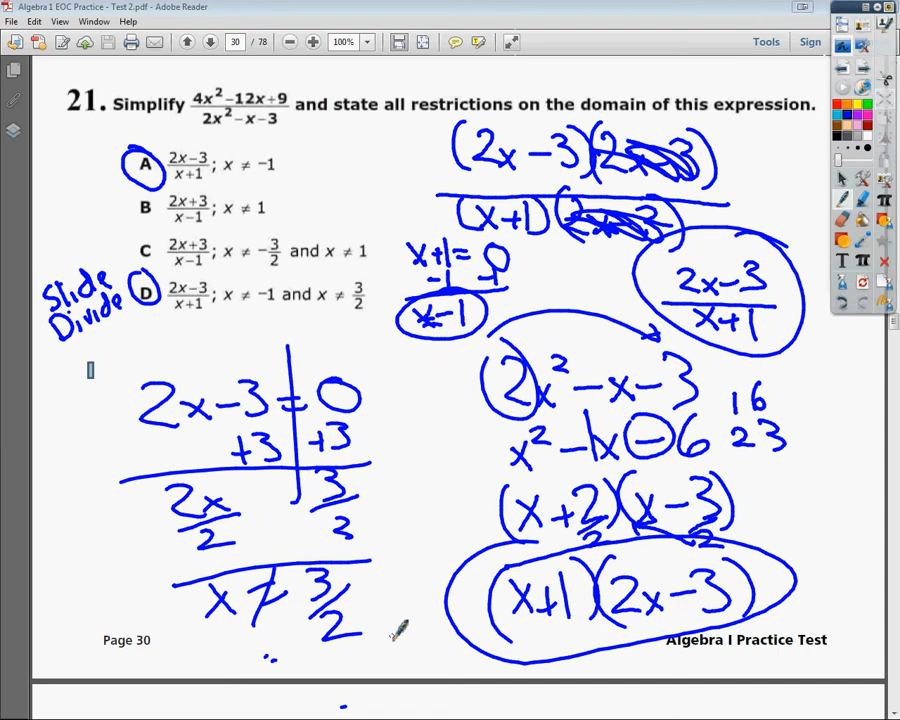 Algebra 1 EOC Practice - Test 2.pdf - Adobe Reader
File Edit View Window Help
30 / 78 100% Tools Sign
21. Simplify (4x² −12x+9)/(2x² −x−3) and state all restrictions on the domain of this expression.
A (2x−3)/(x+1); x ≠ −1
B (2x+3)/(x−1); x ≠ 1
C (2x+3)/(x−1); x ≠ −3/2 and x ≠ 1
D (2x−3)/(x+1); x ≠ −1 and x ≠ 3/2
(2x−3)(2x−3)
(x+1)(2x−3)
x+1=0
−1 −1
x −1
2x−3
x+1
Slide
Divide
2x−3=0
+3 +3
2x/2 3/2
x ≠ 3/2
2x²−x−3
16
x²−1x−6 23
(x+2/2)(x−3/2)
(x+1)(2x−3)
Page 30 Algebra I Practice Test